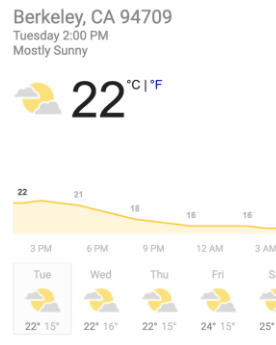 Berkeley, CA 94709
Tuesday 2:00 PM
Mostly Sunny
22 °C | °F
22
21
18
16
16
3 PM 6 PM 9 PM 12 AM 3 AM
Tue Wed Thu Fri
22° 15° 22° 16° 22° 15° 24° 15° 25°